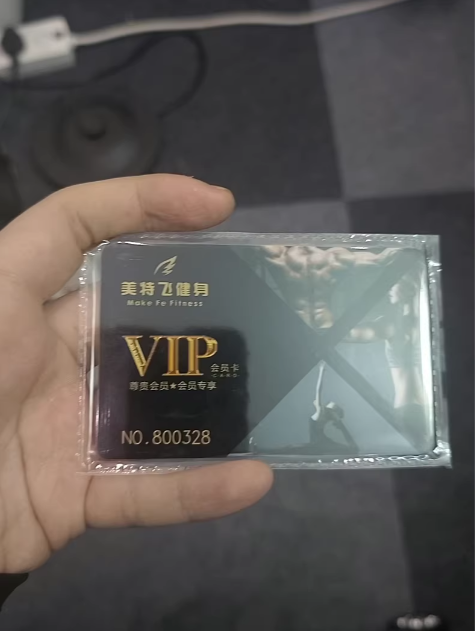 美特飞健身
Make Fe Fitness
VIP 会员卡
CARD
尊贵会员★会员专享
NO.800328